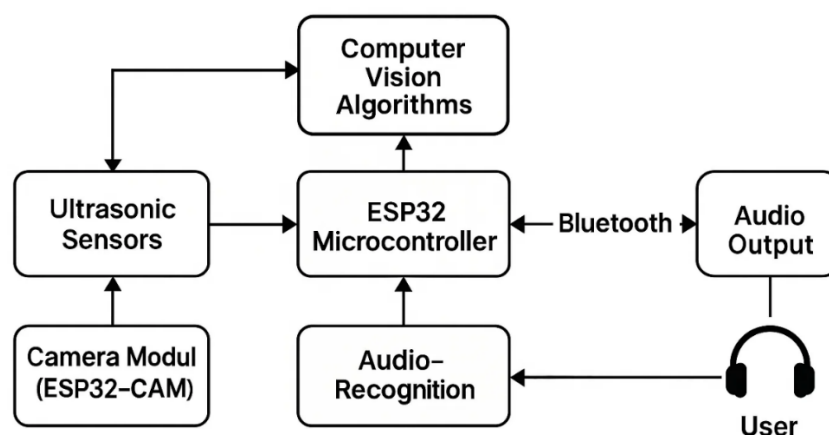 Computer
Vision
Algorithms
Ultrasonic
Sensors
ESP32
Microcontroller
Bluetooth
Audio
Output
Camera Modul
(ESP32-CAM)
Audio–
Recognition
User